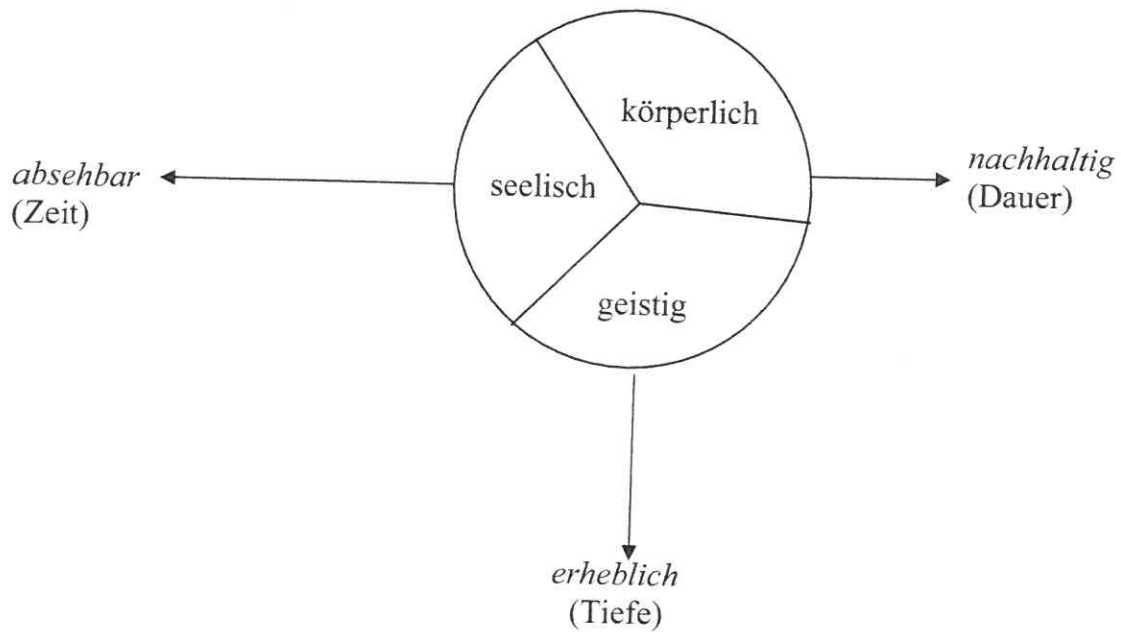 körperlich
absehbar
(Zeit)
seelisch
nachhaltig
(Dauer)
geistig
erheblich
(Tiefe)